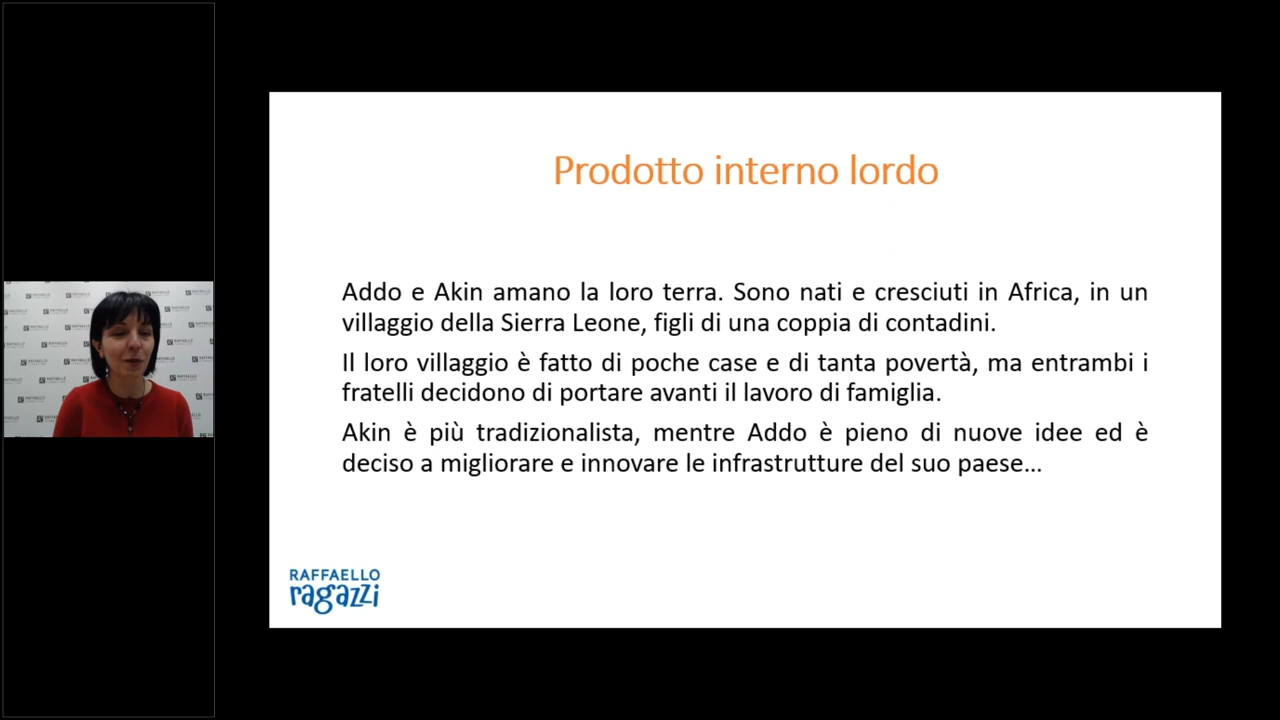 Prodotto interno lordo
Addo e Akin amano la loro terra. Sono nati e cresciuti in Africa, in un
villaggio della Sierra Leone, figli di una coppia di contadini.
Il loro villaggio è fatto di poche case e di tanta povertà, ma entrambi i
fratelli decidono di portare avanti il lavoro di famiglia.
Akin è più tradizionalista, mentre Addo è pieno di nuove idee ed è
deciso a migliorare e innovare le infrastrutture del suo paese...
RAFFAELLO
ragazzi